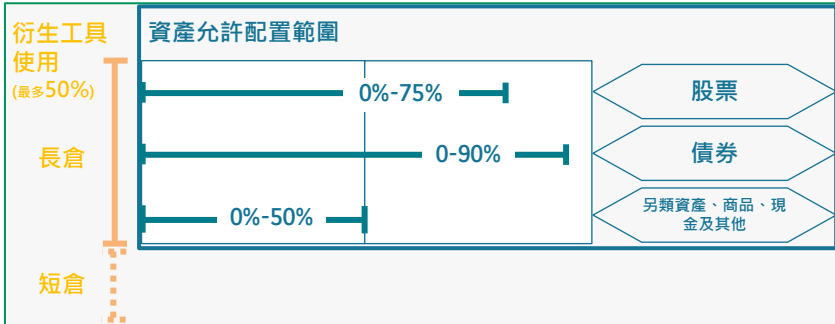 衍生工具
使用
(最多50%)
長倉
短倉
資產允許配置範圍
0%-75%
股票
0-90%
債券
0%-50%
另類資產、商品、現
金及其他